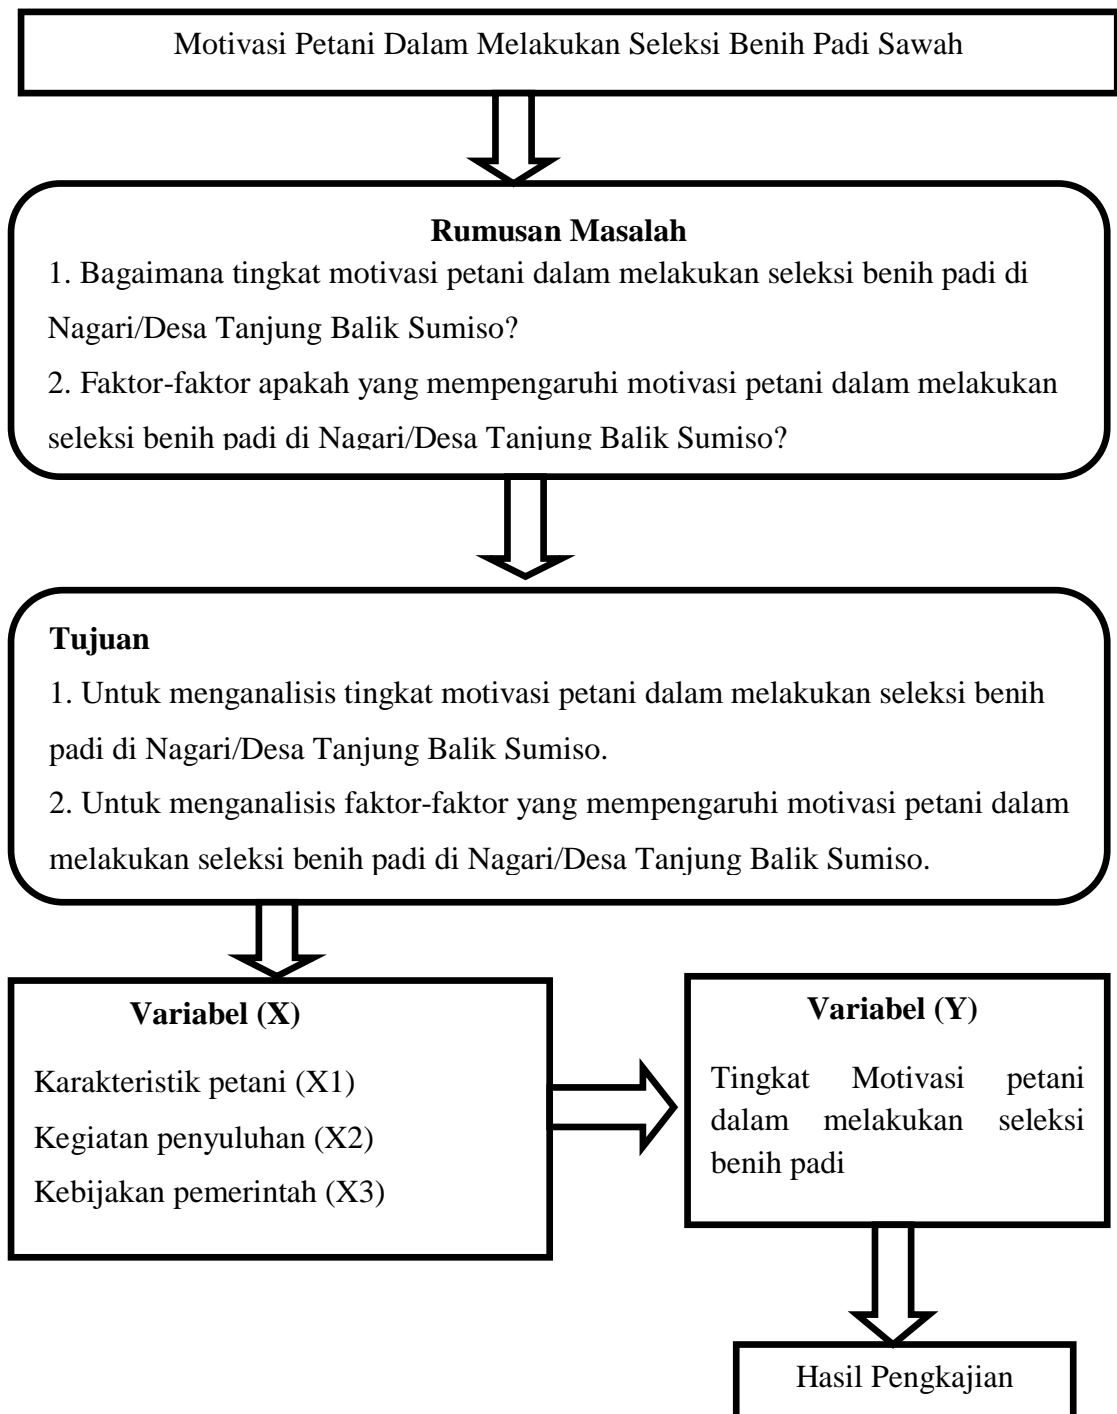 Motivasi Petani Dalam Melakukan Seleksi Benih Padi Sawah
Rumusan Masalah
1. Bagaimana tingkat motivasi petani dalam melakukan seleksi benih padi di
Nagari/Desa Tanjung Balik Sumiso?
2. Faktor-faktor apakah yang mempengaruhi motivasi petani dalam melakukan
seleksi benih padi di Nagari/Desa Tanjung Balik Sumiso?
Tujuan
1. Untuk menganalisis tingkat motivasi petani dalam melakukan seleksi benih
padi di Nagari/Desa Tanjung Balik Sumiso.
2. Untuk menganalisis faktor-faktor yang mempengaruhi motivasi petani dalam
melakukan seleksi benih padi di Nagari/Desa Tanjung Balik Sumiso.
Variabel (X)
Karakteristik petani (X1)
Kegiatan penyuluhan (X2)
Kebijakan pemerintah (X3)
Variabel (Y)
Tingkat Motivasi petani
dalam melakukan seleksi
benih padi
Hasil Pengkajian